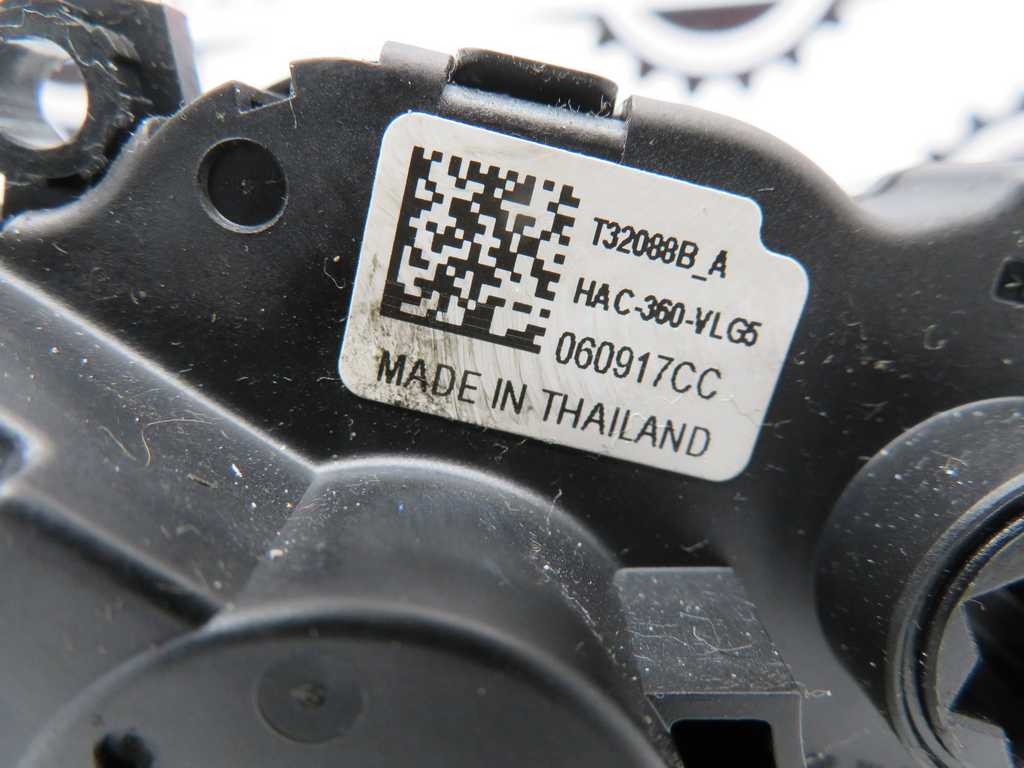 T32088B_A
HAC-360-VLG5
060917CC
MADE IN THAILAND